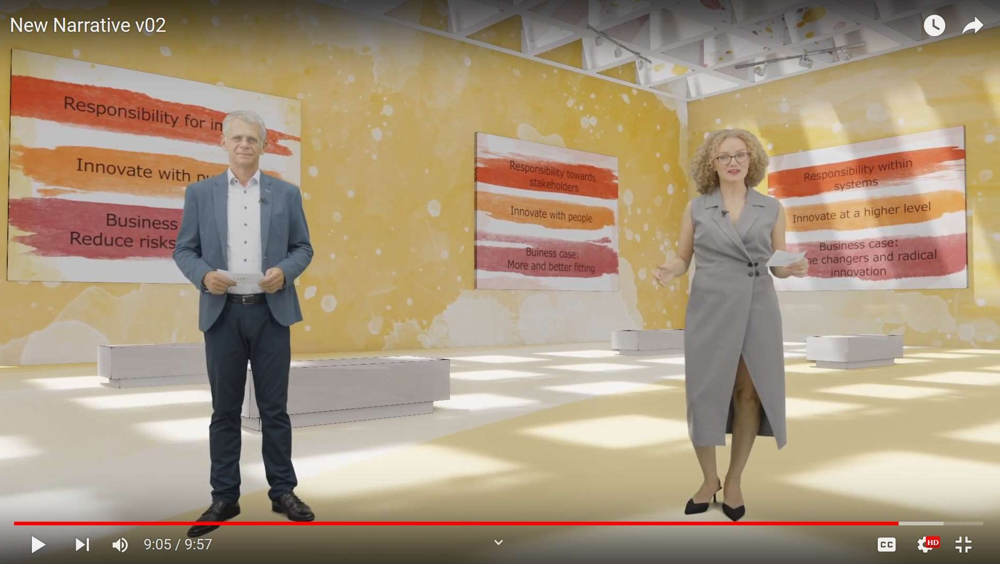 New Narrative v02
Responsibility for
Innovate with
Business
Reduce risks
Responsibility towards
stakeholders
Innovate with people
Buiness case:
More and better fitting
Responsibility within
systems
Innovate at a higher level
Business case:
changers and radical
innovation
9:05 / 9:57
CC
HD